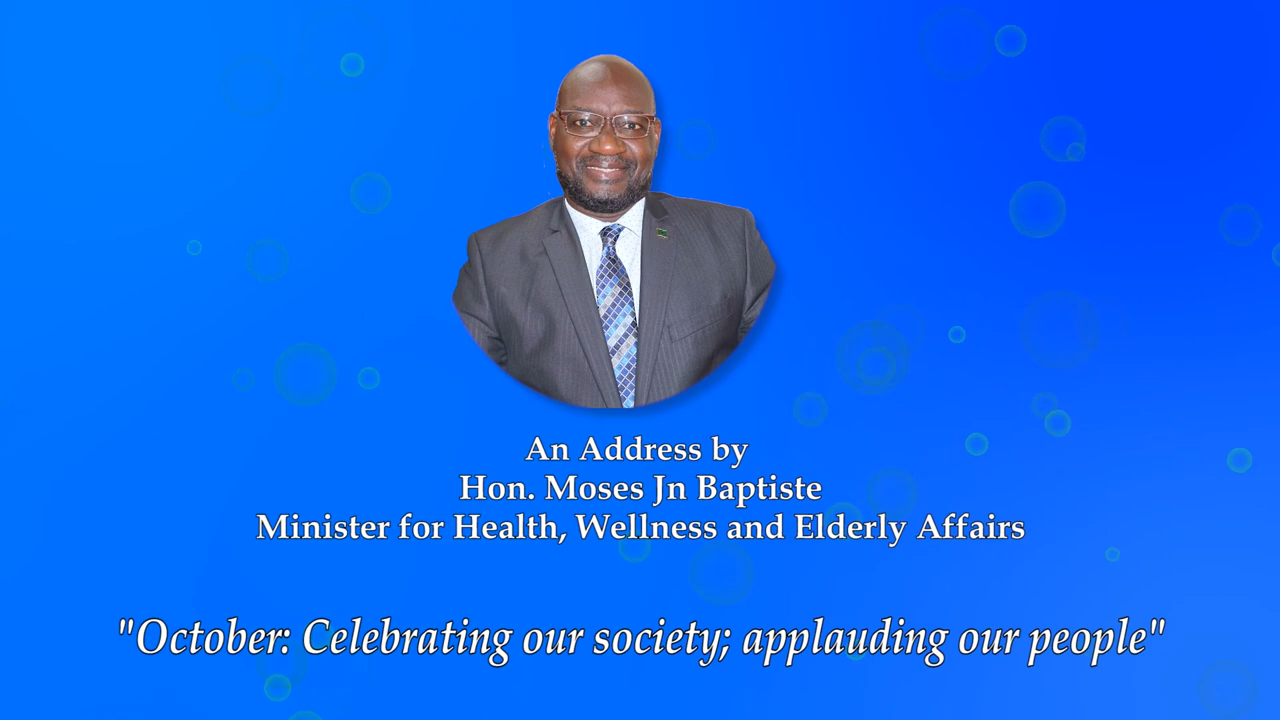 An Address by
Hon. Moses Jn Baptiste
Minister for Health, Wellness and Elderly Affairs
"October: Celebrating our society; applauding our people"